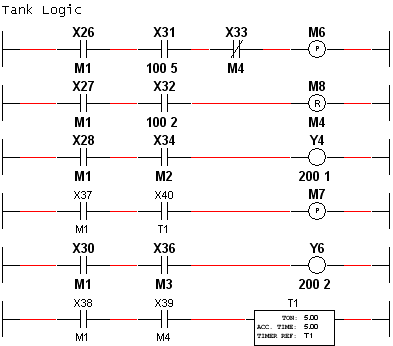 Tank Logic
X26 X31 X33 M6
P
M1 100 5 M4
X27 X32 M8
R
M1 100 2 M4
X28 X34 Y4
M1 M2 200 1
X37 X40 M7
P
M1 T1
X30 X36 Y6
M1 M3 200 2
X38 X39 T1
TON: 5.00
ACC. TIME: 5.00
TIMER REF: T1
M1 M4